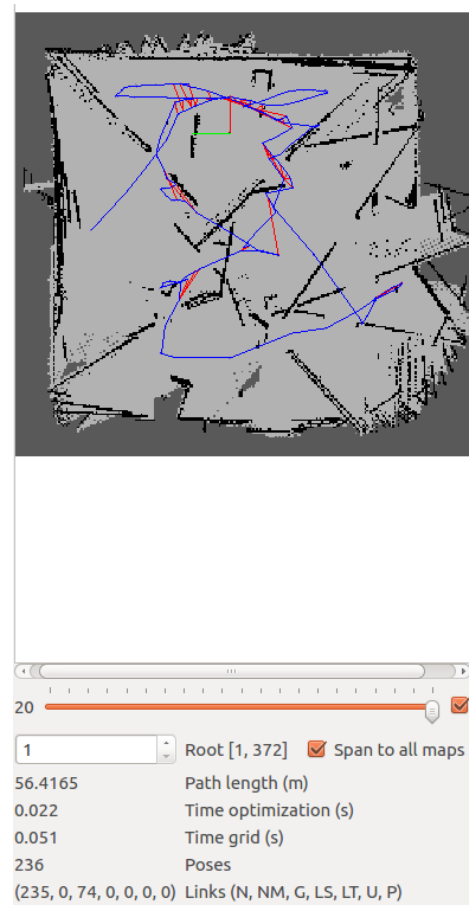 20
1 Root [1, 372] Span to all maps
56.4165 Path length (m)
0.022 Time optimization (s)
0.051 Time grid (s)
236 Poses
(235, 0, 74, 0, 0, 0, 0) Links (N, NM, G, LS, LT, U, P)